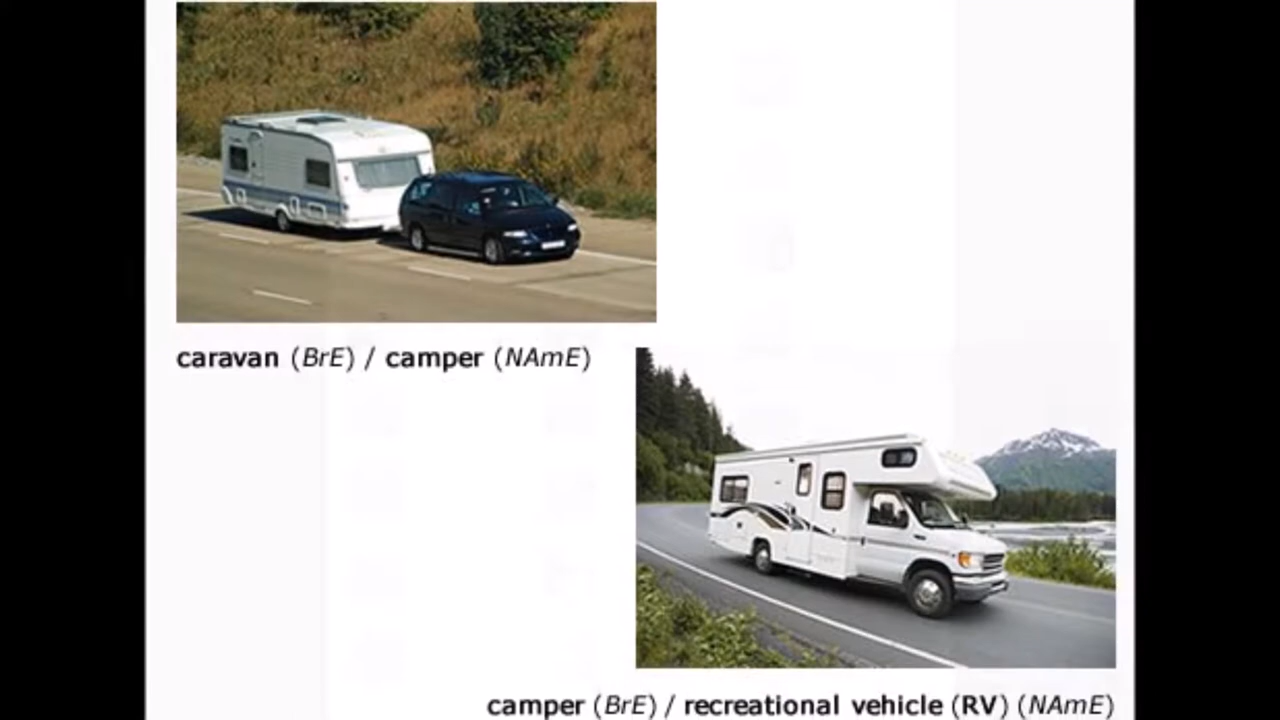 caravan (BrE) / camper (NAmE)
camper (BrE) / recreational vehicle (RV) (NAmE)